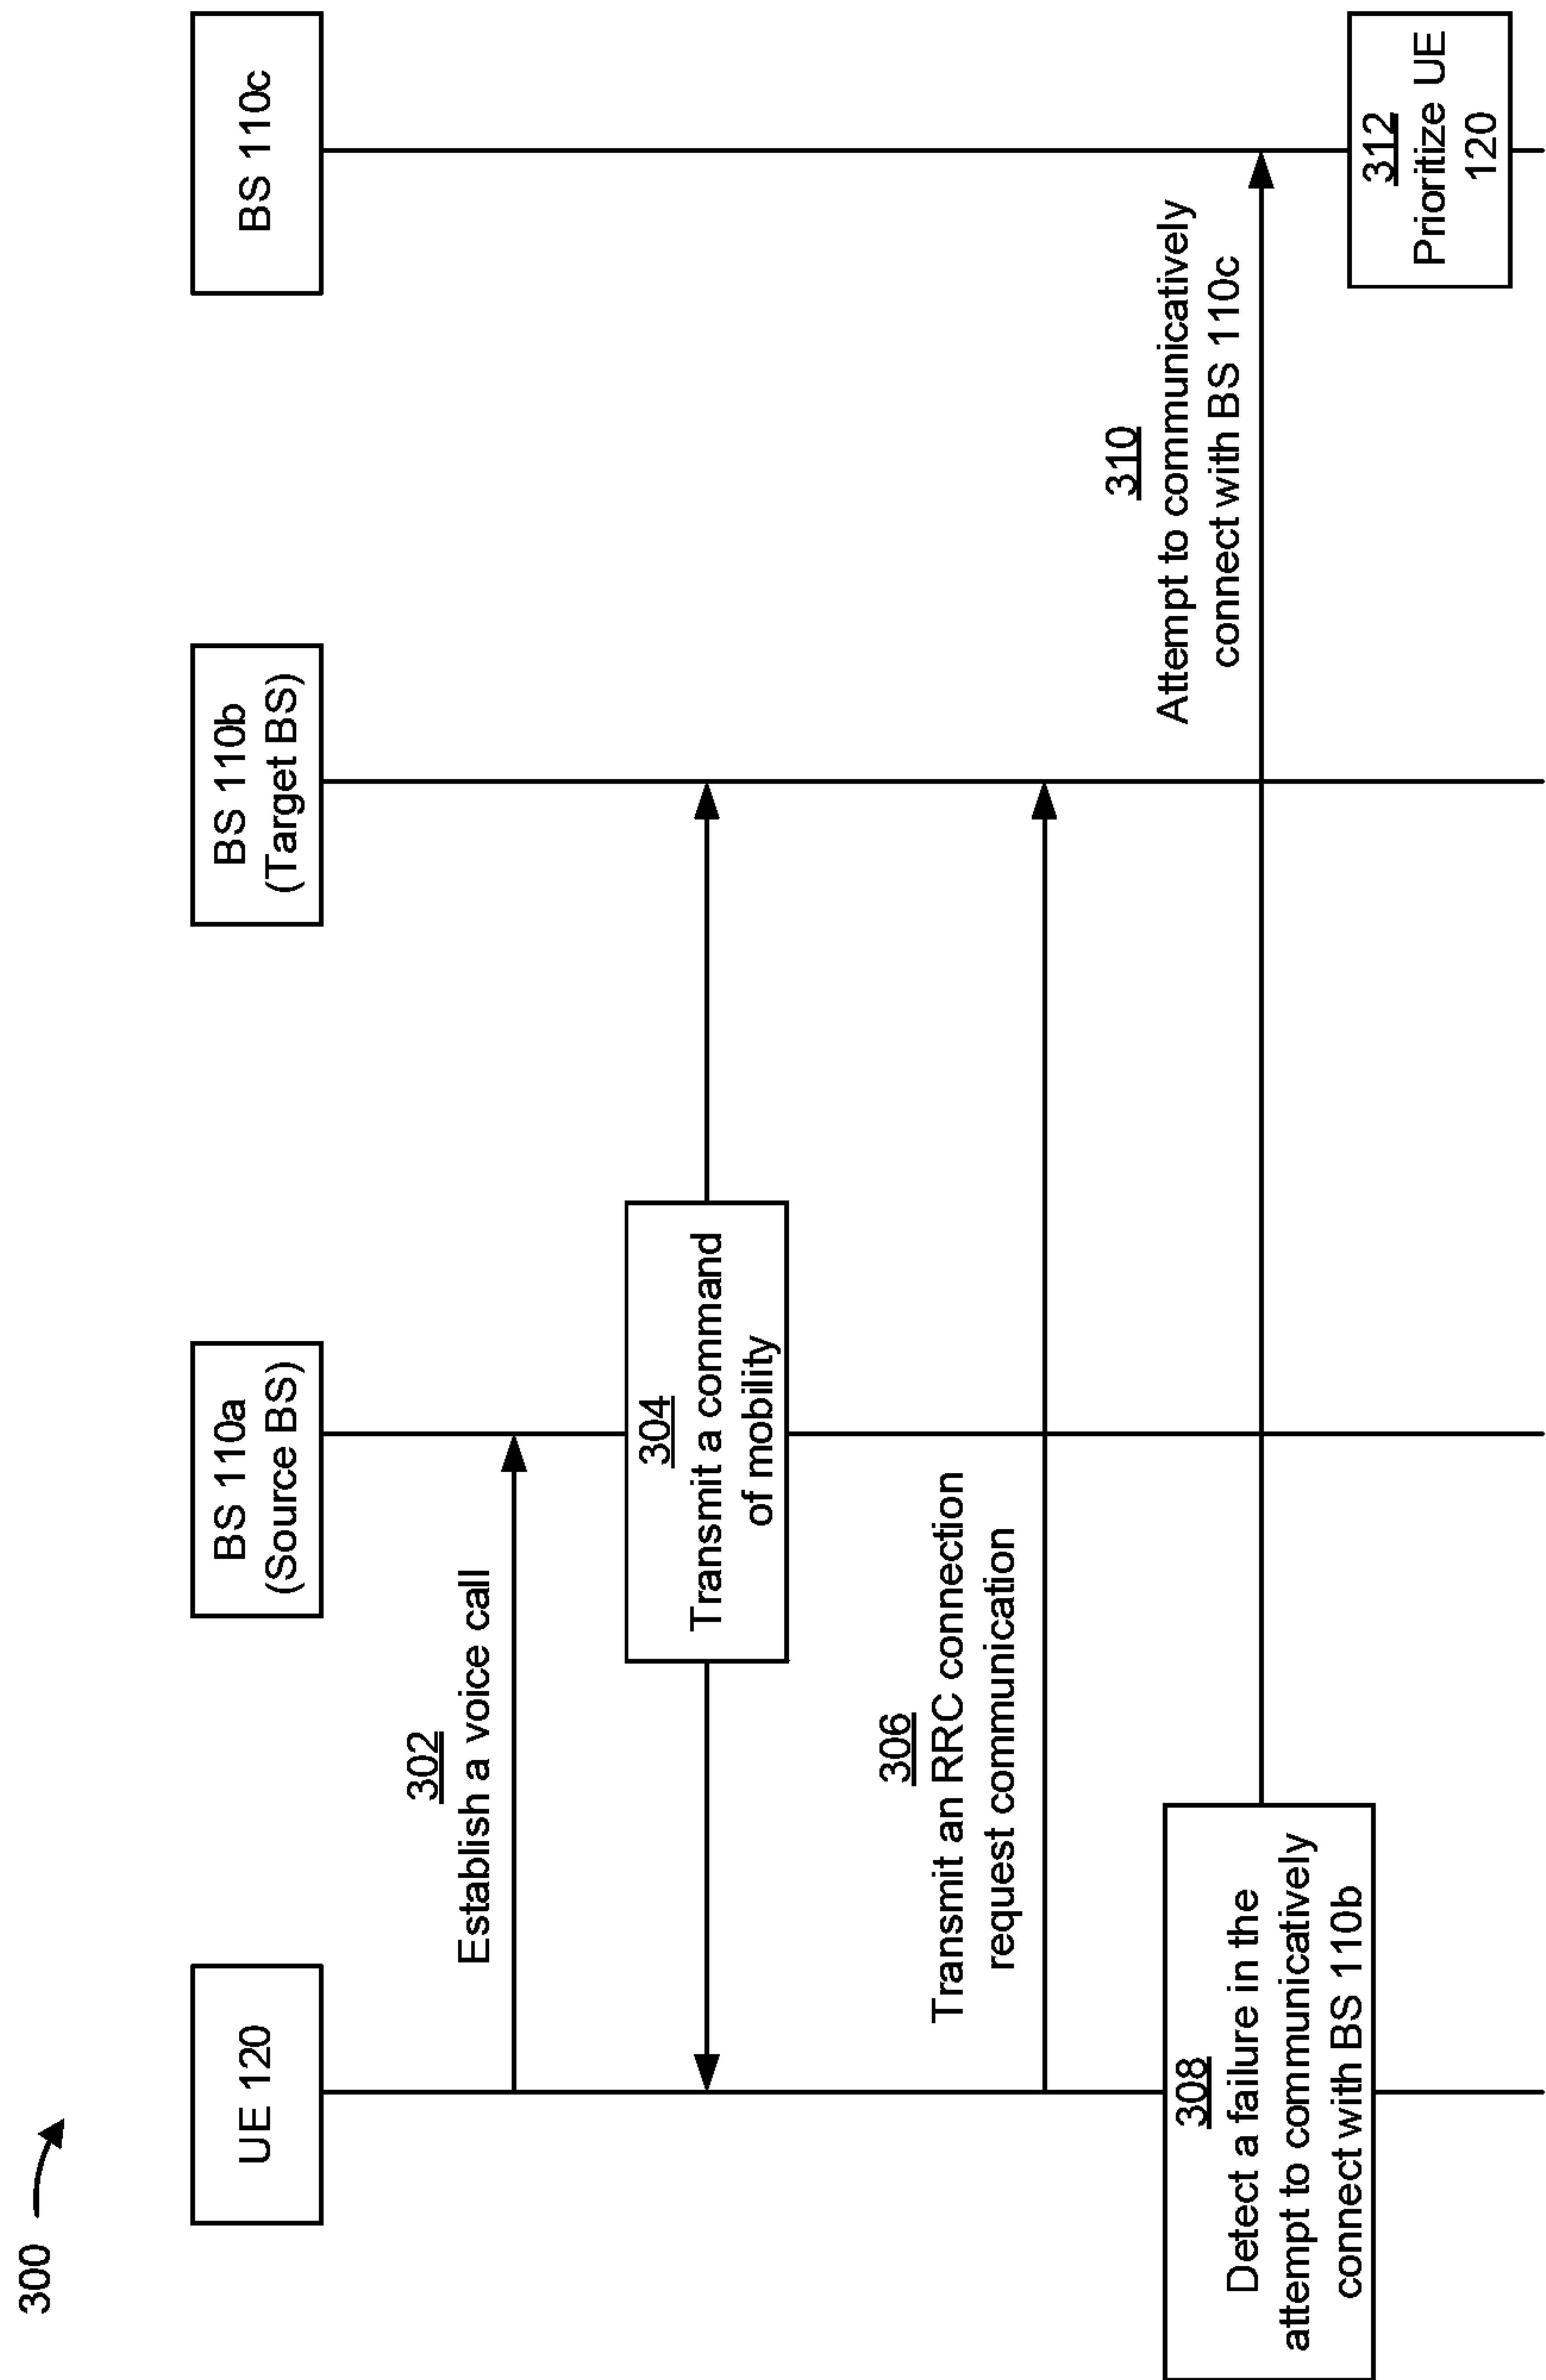 300
UE 120
BS 110a
(Source BS)
BS 110b
(Target BS)
BS 110c
302
Establish a voice call
304
Transmit a command
of mobility
306
Transmit an RRC connection
request communication
308
Detect a failure in the
attempt to communicatively
connect with BS 110b
310
Attempt to communicatively
connect with BS 110c
312
Prioritize UE
120